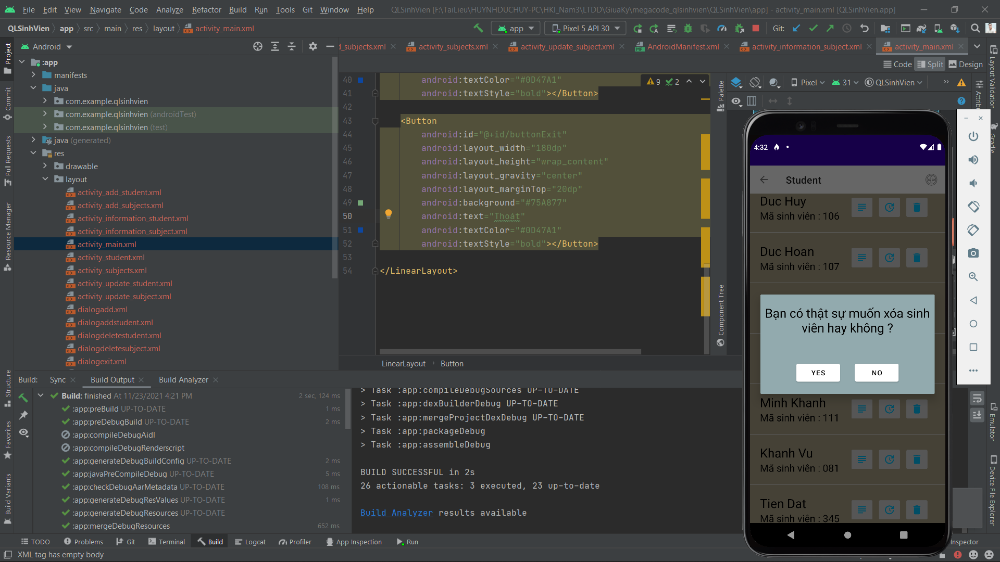 File Edit View Navigate Code Analyze Refactor Build Run Tools Git Window Help QLSinhVien [F:\TaiLieu\HUYNHDUCHUY-PC\HKI_Nam3\LTDD\GiuaKy\megacode_qlsinhvien\QLSinhVien\app] - activity_main.xml [QLSinhVien.app]
QLSinhVien app src main res layout activity_main.xml app Pixel 5 API 30 Git:
Android
d_subjects.xml activity_subjects.xml activity_update_subject.xml AndroidManifest.xml activity_information_subject.xml activity_main.xml
Code Split Design
Pixel 31 QLSinhVien
:app
manifests
java
com.example.qlsinhvien
com.example.qlsinhvien (androidTest)
com.example.qlsinhvien (test)
java (generated)
res
drawable
layout
activity_add_student.xml
activity_add_subjects.xml
activity_information_student.xml
activity_information_subject.xml
activity_main.xml
activity_student.xml
activity_subjects.xml
activity_update_student.xml
activity_update_subject.xml
dialogadd.xml
dialogaddstudent.xml
dialogdeletestudent.xml
dialogdeletesubject.xml
dialogexit.xml
Project
Commit
Pull Requests
Resource Manager
Structure
Favorites
Build Variants
40 android:textColor="#0D47A1"
41 android:textStyle="bold"></Button>
42
43 <Button
44 android:id="@+id/buttonExit"
45 android:layout_width="180dp"
46 android:layout_height="wrap_content"
47 android:layout_gravity="center"
48 android:layout_marginTop="20dp"
49 android:background="#75A877"
50 android:text="Thoát"
51 android:textColor="#0D47A1"
52 android:textStyle="bold"></Button>
53
54 </LinearLayout>
9 2
LinearLayout Button
Palette
Component Tree
Attrib
Layout Validation
Gradle
Emulator
Device File Explorer
4:32
Student
Duc Huy
Mã sinh viên : 106
Duc Hoan
Mã sinh viên : 107
Bạn có thật sự muốn xóa sinh
viên hay không ?
YES NO
Minh Khanh
Mã sinh viên : 111
Khanh Vu
Mã sinh viên : 081
Tien Dat
Mã sinh viên : 345
Build: Sync Build Output Build Analyzer
Build: finished At 11/23/2021 4:21 PM 2 sec, 124 ms
:app:preBuild UP-TO-DATE 1 ms
:app:preDebugBuild UP-TO-DATE 2 ms
:app:compileDebugAidl
:app:compileDebugRenderscript
:app:generateDebugBuildConfig UP-TO-DATE 2 ms
:app:javaPreCompileDebug UP-TO-DATE 5 ms
:app:checkDebugAarMetadata UP-TO-DATE 108 ms
:app:generateDebugResValues UP-TO-DATE 1 ms
:app:generateDebugResources UP-TO-DATE
:app:mergeDebugResources 652 ms
> Task :app:compileDebugSources UP-TO-DATE
> Task :app:dexBuilderDebug UP-TO-DATE
> Task :app:mergeProjectDexDebug UP-TO-DATE
> Task :app:packageDebug
> Task :app:assembleDebug
BUILD SUCCESSFUL in 2s
26 actionable tasks: 3 executed, 23 up-to-date
Build Analyzer results available
TODO Problems Git Terminal Build Logcat Profiler App Inspection Run Inspector
XML tag has empty body